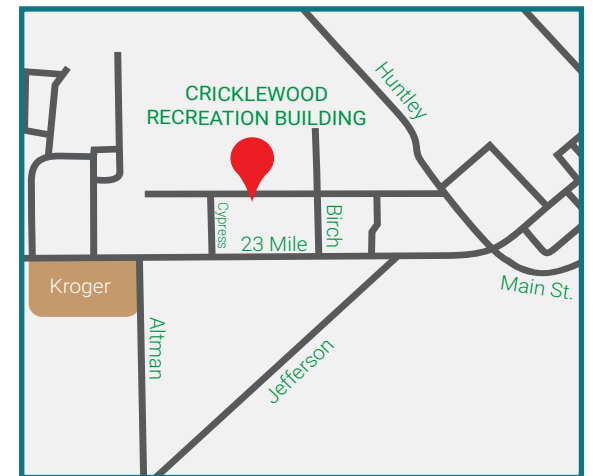 Huntley
CRICKLEWOOD
RECREATION BUILDING
Cypress
Birch
23 Mile
Kroger
Main St.
Altman
Jefferson